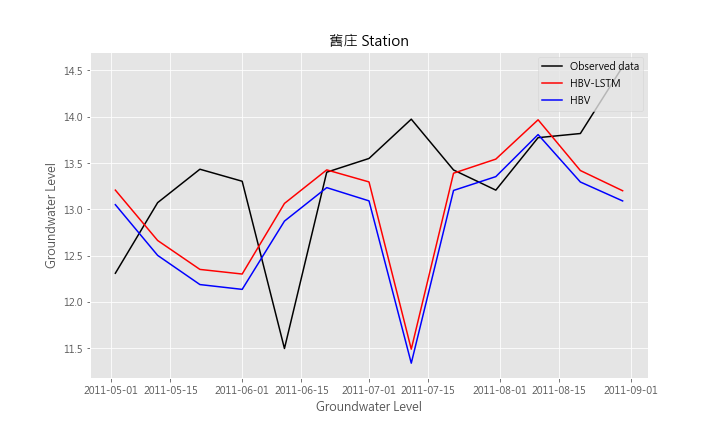 舊庄 Station
Observed data
HBV-LSTM
HBV
Groundwater Level
14.5
14.0
13.5
13.0
12.5
12.0
11.5
2011-05-01 2011-05-15 2011-06-01 2011-06-15 2011-07-01 2011-07-15 2011-08-01 2011-08-15 2011-09-01
Groundwater Level